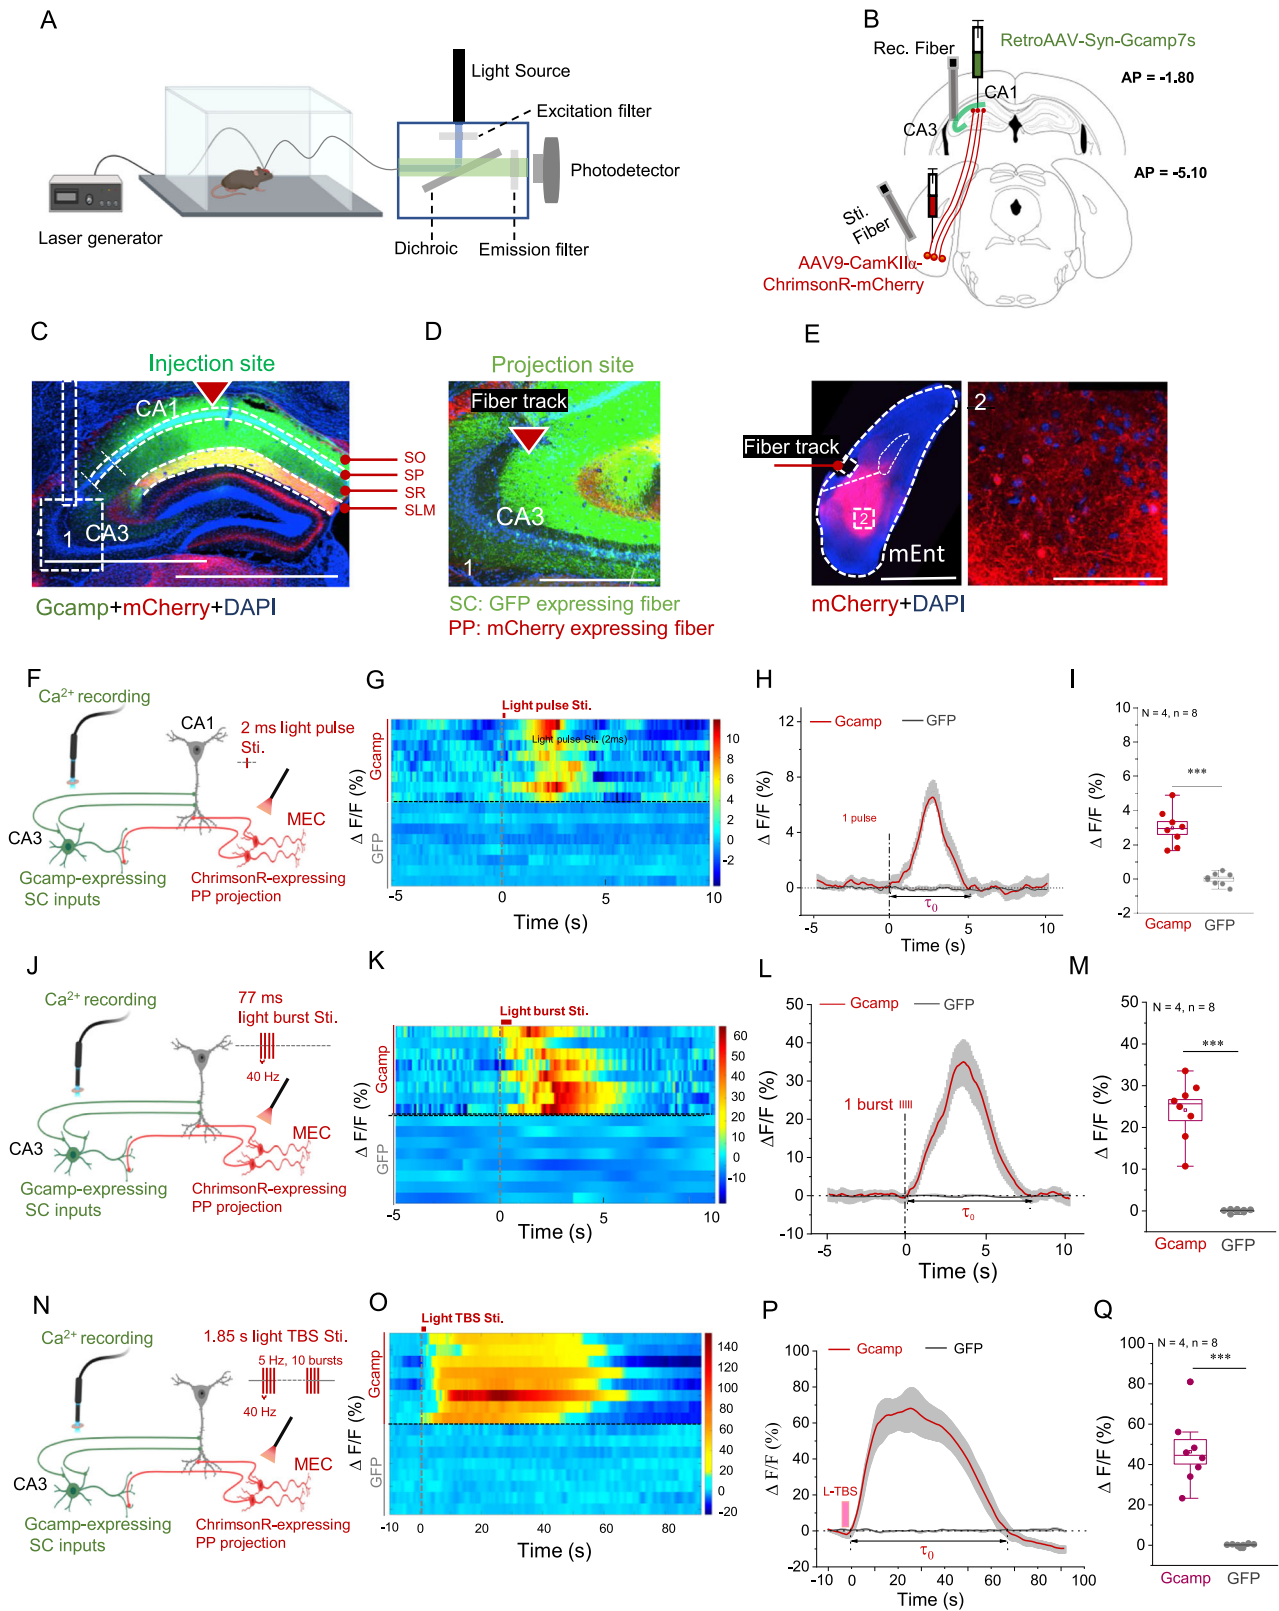 A
Light Source
Excitation filter
Photodetector
Laser generator
Dichroic
Emission filter
B
RetroAAV-Syn-Gcamp7s
Rec. Fiber
AP = -1.80
CA1
CA3
AP = -5.10
Sti.
Fiber
AAV9-CamKIIα-
ChrimsonR-mCherry
C
Injection site
CA1
CA3
1
SO
SP
SR
SLM
Gcamp+mCherry+DAPI
D
Projection site
Fiber track
CA3
1
SC: GFP expressing fiber
PP: mCherry expressing fiber
E
Fiber track
2
mEnt
2
mCherry+DAPI
F
Ca2+ recording
CA1
2 ms light pulse
Sti.
MEC
CA3
Gcamp-expressing
SC inputs
ChrimsonR-expressing
PP projection
G
Light pulse Sti.
Light pulse Sti. (2ms)
Gcamp
GFP
Δ F/F (%)
10
8
6
4
2
0
-2
-5
0
5
10
Time (s)
H
Gcamp
GFP
12
8
4
0
Δ F/F (%)
1 pulse
τ0
-5
0
5
10
Time (s)
I
N = 4, n = 8
***
10
8
6
4
2
0
-2
Δ F/F (%)
Gcamp
GFP
J
Ca2+ recording
77 ms
light burst Sti.
40 Hz
MEC
CA3
Gcamp-expressing
SC inputs
ChrimsonR-expressing
PP projection
K
Light burst Sti.
Gcamp
GFP
Δ F/F (%)
60
50
40
30
20
10
0
-10
-5
0
5
10
Time (s)
L
Gcamp
GFP
50
40
30
20
10
0
-10
ΔF/F (%)
1 burst
τ0
-5
0
5
10
Time (s)
M
N = 4, n = 8
***
50
40
30
20
10
0
Δ F/F (%)
Gcamp
GFP
N
Ca2+ recording
1.85 s light TBS Sti.
5 Hz, 10 bursts
40 Hz
MEC
CA3
Gcamp-expressing
SC inputs
ChrimsonR-expressing
PP projection
O
Light TBS Sti.
Gcamp
GFP
Δ F/F (%)
140
120
100
80
60
40
20
0
-20
-10
0
20
40
60
80
Time (s)
P
Gcamp
GFP
100
80
60
40
20
0
-20
Δ F/F (%)
L-TBS
τ0
-10
0
20
40
60
80
100
Time (s)
Q
N = 4, n = 8
***
100
80
60
40
20
0
-20
Δ F/F (%)
Gcamp
GFP